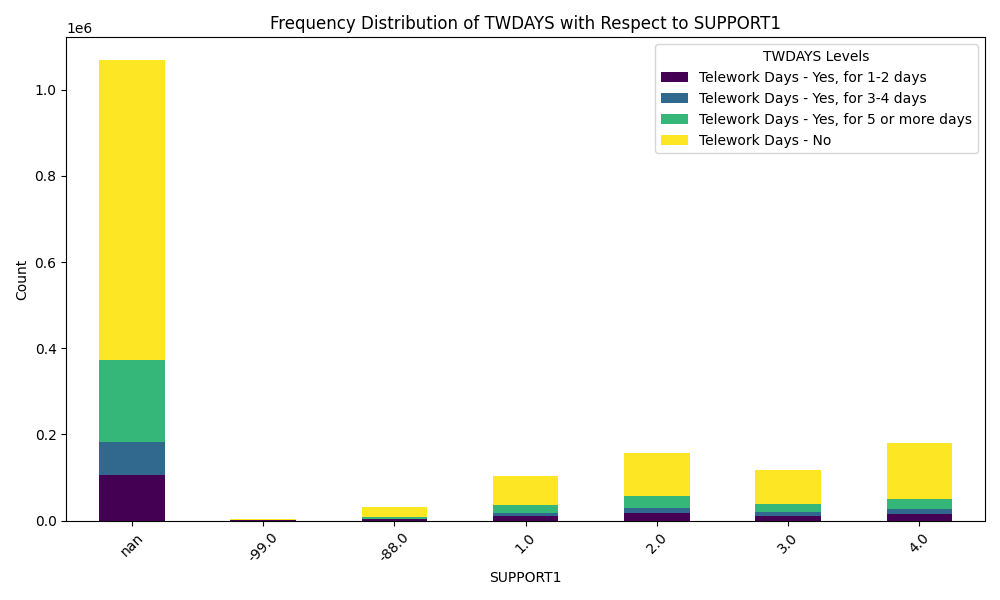 Frequency Distribution of TWDAYS with Respect to SUPPORT1
1e6
TWDAYS Levels
Telework Days - Yes, for 1-2 days
Telework Days - Yes, for 3-4 days
Telework Days - Yes, for 5 or more days
Telework Days - No
1.0
0.8
0.6
0.4
0.2
0.0
Count
nan
-99.0
-88.0
1.0
2.0
3.0
4.0
SUPPORT1